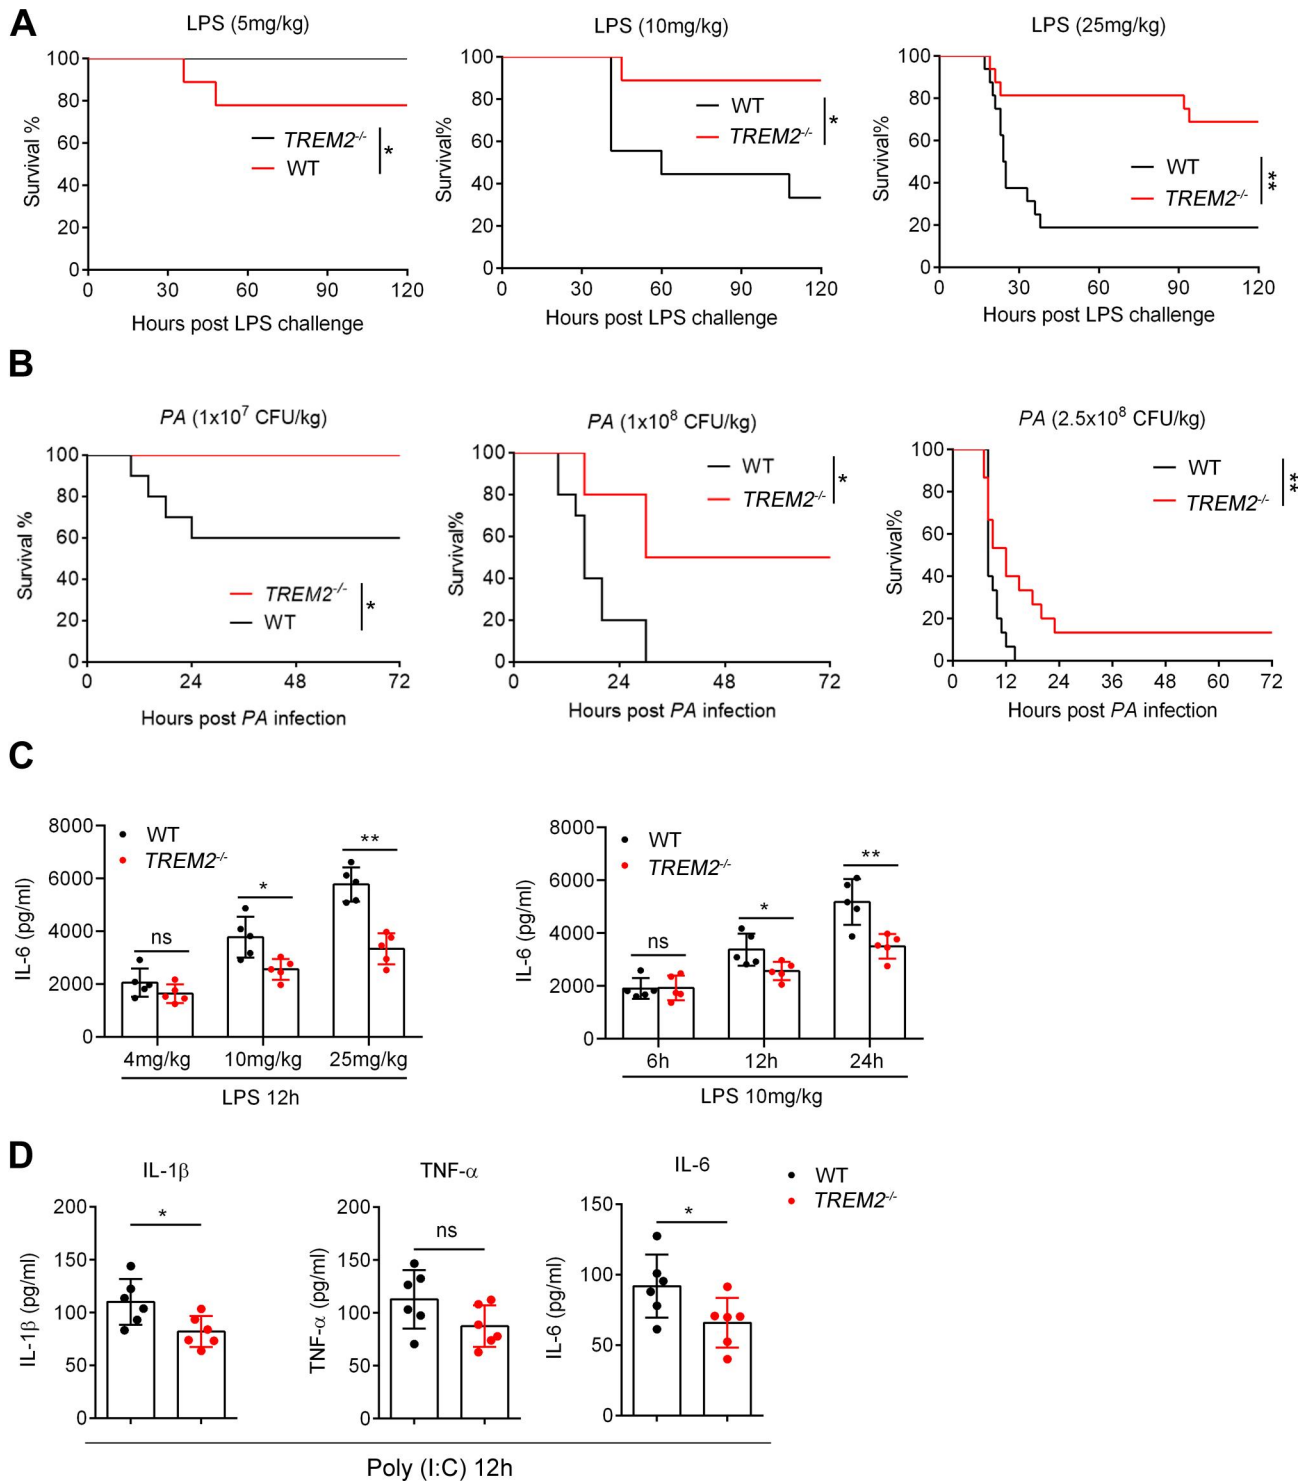 A
LPS (5mg/kg)
LPS (10mg/kg)
LPS (25mg/kg)
Survival %
100
80
60
40
20
0
TREM2-/-
WT
*
0 30 60 90 120
Hours post LPS challenge
Survival%
100
80
60
40
20
0
WT
TREM2-/-
*
0 30 60 90 120
Hours post LPS challenge
Survival%
100
80
60
40
20
0
WT
TREM2-/-
**
0 30 60 90 120
Hours post LPS challenge
B
PA (1x10⁷ CFU/kg)
PA (1x10⁸ CFU/kg)
PA (2.5x10⁸ CFU/kg)
Survival %
100
80
60
40
20
0
TREM2-/-
WT
*
0 24 48 72
Hours post PA infection
Survival%
100
80
60
40
20
0
WT
TREM2-/-
*
0 24 48 72
Hours post PA infection
Survival%
100
80
60
40
20
0
WT
TREM2-/-
**
0 12 24 36 48 60 72
Hours post PA infection
C
IL-6 (pg/ml)
8000
6000
4000
2000
0
WT
TREM2-/-
ns
*
**
4mg/kg 10mg/kg 25mg/kg
LPS 12h
IL-6 (pg/ml)
8000
6000
4000
2000
0
WT
TREM2-/-
ns
*
**
6h 12h 24h
LPS 10mg/kg
D
IL-1β
IL-1β (pg/ml)
200
150
100
50
0
*
TNF-α
TNF-α (pg/ml)
200
150
100
50
0
ns
IL-6
IL-6 (pg/ml)
150
100
50
0
*
WT
TREM2-/-
Poly (I:C) 12h